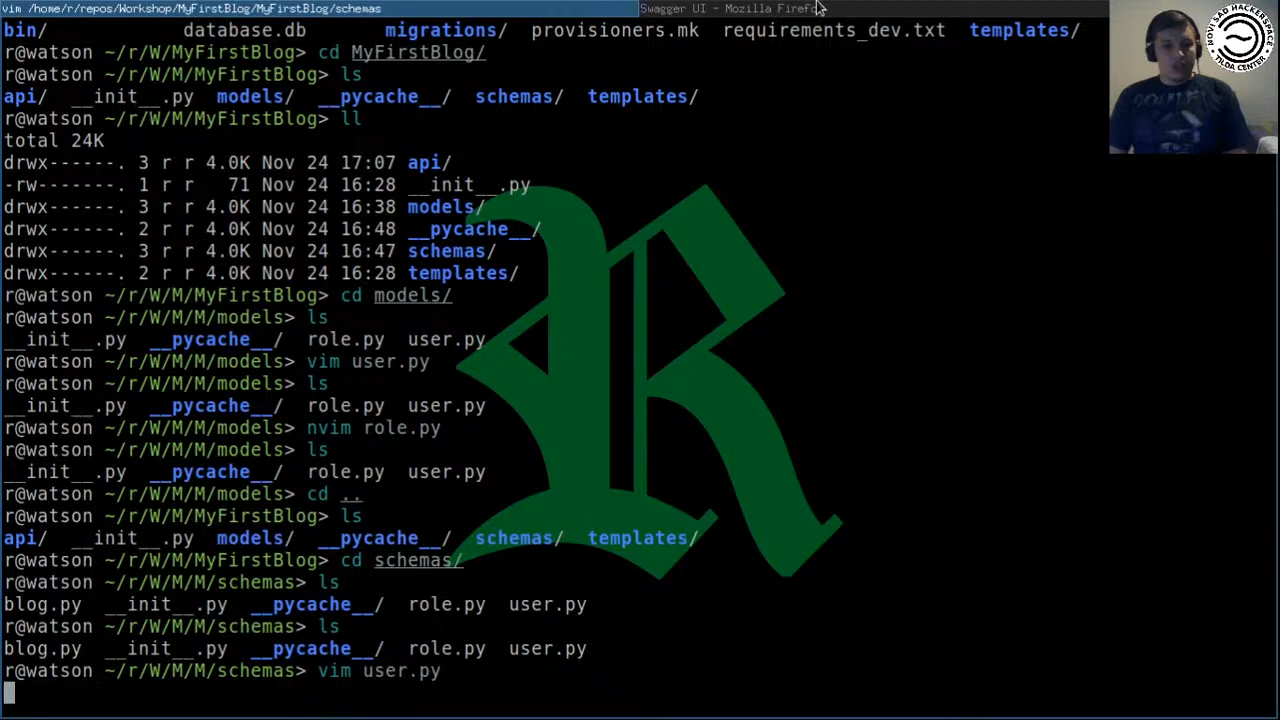 vim /home/r/repos/Workshop/MyFirstBlog/MyFirstBlog/schemas
Swagger UI - Mozilla Firefo
bin/ database.db migrations/ provisioners.mk requirements_dev.txt templates/
r@watson ~/r/W/MyFirstBlog> cd MyFirstBlog/
r@watson ~/r/W/M/MyFirstBlog> ls
api/ __init__.py models/ __pycache__/ schemas/ templates/
r@watson ~/r/W/M/MyFirstBlog> ll
total 24K
drwx------. 3 r r 4.0K Nov 24 17:07 api/
-rw-------. 1 r r 71 Nov 24 16:28 __init__.py
drwx------. 3 r r 4.0K Nov 24 16:38 models/
drwx------. 2 r r 4.0K Nov 24 16:48 __pycache__/
drwx------. 3 r r 4.0K Nov 24 16:47 schemas/
drwx------. 2 r r 4.0K Nov 24 16:28 templates/
r@watson ~/r/W/M/MyFirstBlog> cd models/
r@watson ~/r/W/M/M/models> ls
__init__.py __pycache__/ role.py user.py
r@watson ~/r/W/M/M/models> vim user.py
r@watson ~/r/W/M/M/models> ls
__init__.py __pycache__/ role.py user.py
r@watson ~/r/W/M/M/models> nvim role.py
r@watson ~/r/W/M/M/models> ls
__init__.py __pycache__/ role.py user.py
r@watson ~/r/W/M/M/models> cd ..
r@watson ~/r/W/M/MyFirstBlog> ls
api/ __init__.py models/ __pycache__/ schemas/ templates/
r@watson ~/r/W/M/MyFirstBlog> cd schemas/
r@watson ~/r/W/M/M/schemas> ls
blog.py __init__.py __pycache__/ role.py user.py
r@watson ~/r/W/M/M/schemas> ls
blog.py __init__.py __pycache__/ role.py user.py
r@watson ~/r/W/M/M/schemas> vim user.py
R
NOVI SAD HACKERSPACE
TILDA CENTER